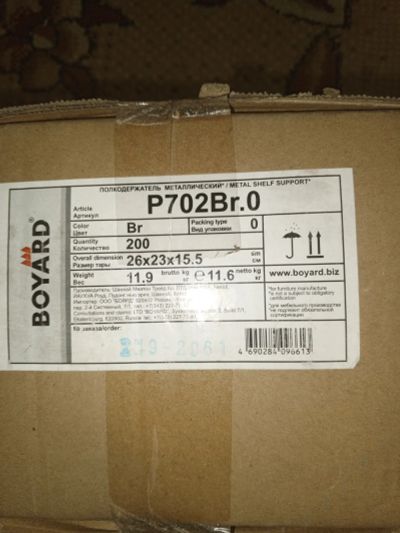 ПОЛКОДЕРЖАТЕЛЬ МЕТАЛЛИЧЕСКИЙ* / METAL SHELF SUPPORT*
Article
Артикул
P702Br.0
Color
Цвет
Br
Packing type
Вид упаковки
0
Quantity
Количество
200
Overall dimension
Размер тары
26x23x15.5
sm
см
Weight
Вес
11.9
brutto kg
кг
11.6
netto kg
кг
BOYARD
www.boyard.biz
*for furniture manufacture
*is not a subject of obligatory
certification
*для мебельного производства
*не подлежит обязательной
сертификации
№ заказа/order:
4 690284 096613